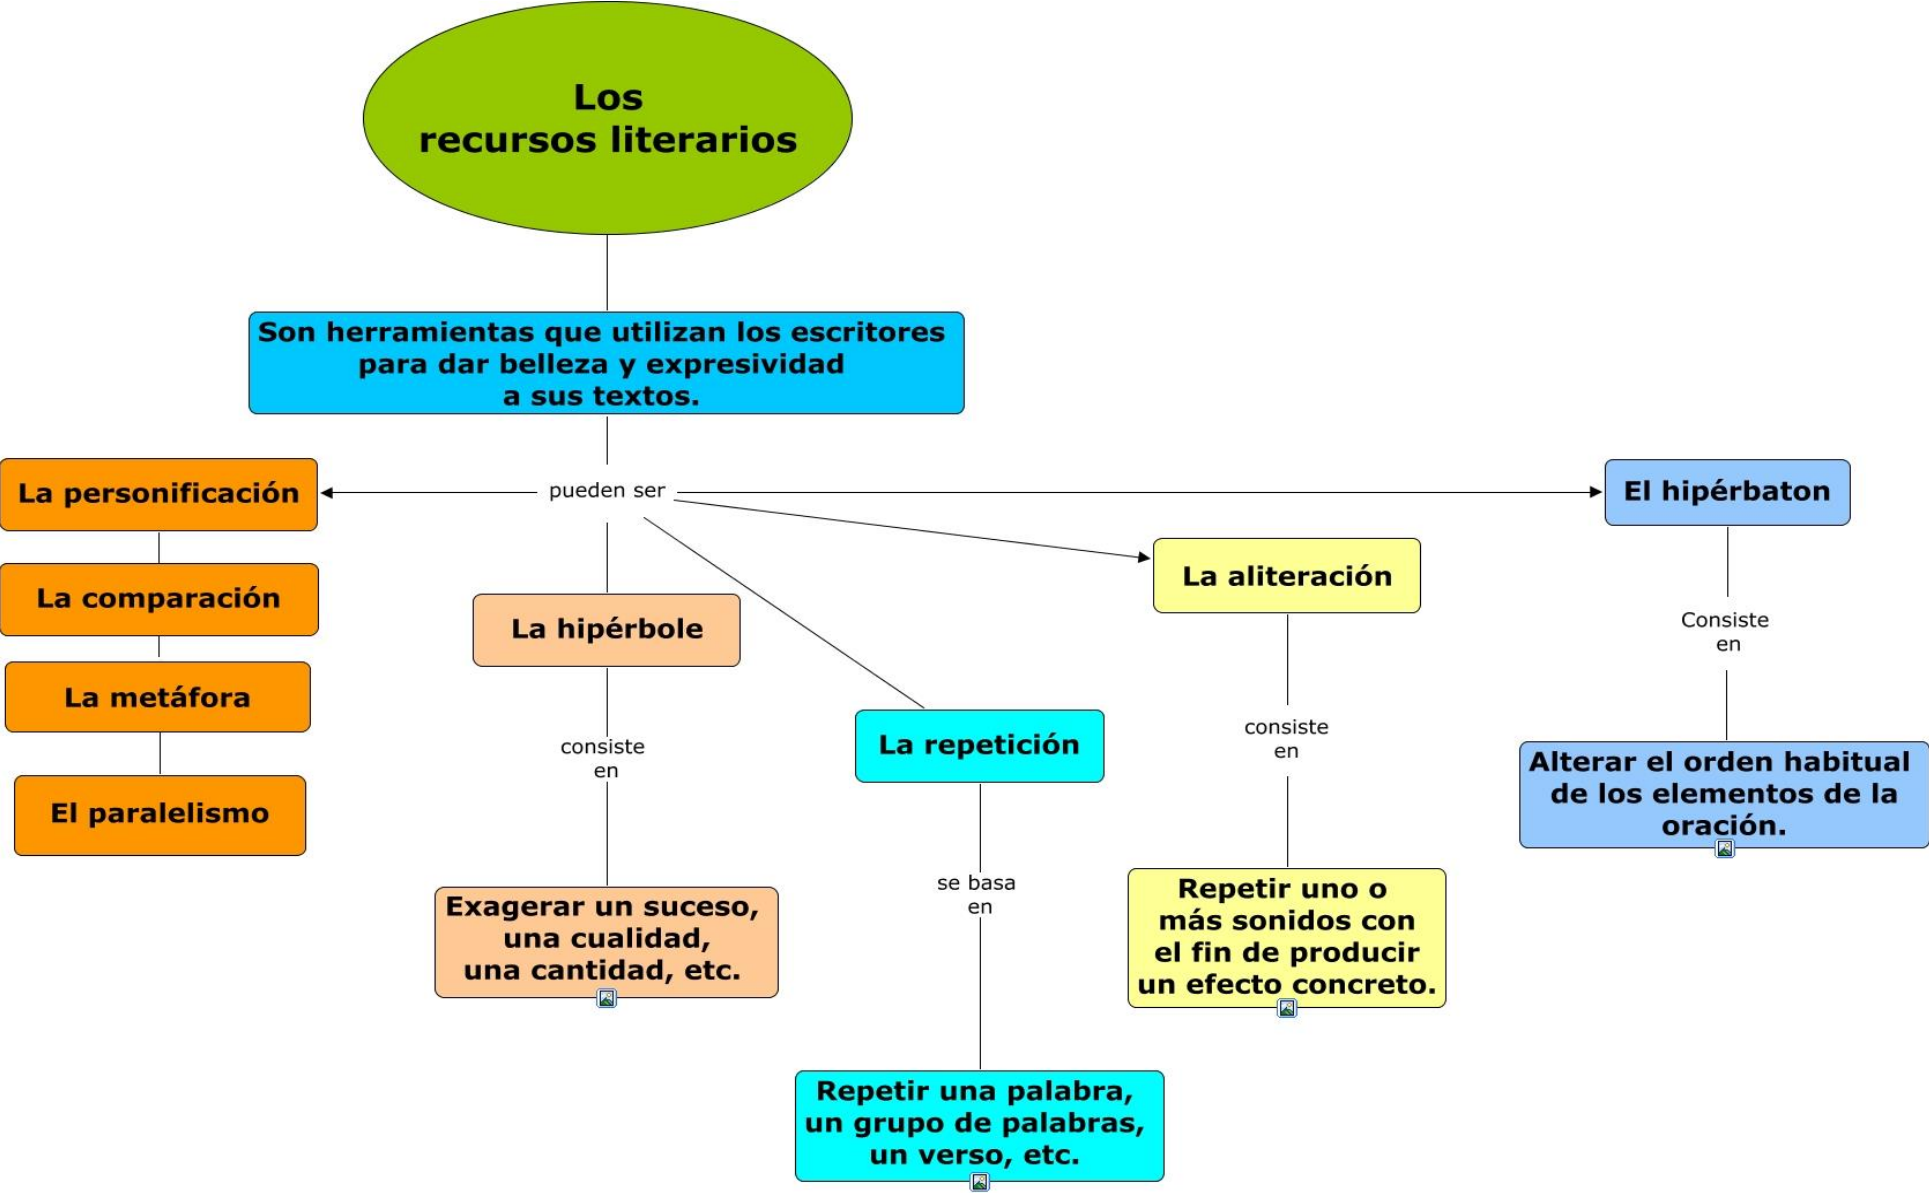 Los
recursos literarios
Son herramientas que utilizan los escritores
para dar belleza y expresividad
a sus textos.
pueden ser
La personificación
La comparación
La metáfora
El paralelismo
La hipérbole
consiste
en
Exagerar un suceso,
una cualidad,
una cantidad, etc.
La repetición
se basa
en
Repetir una palabra,
un grupo de palabras,
un verso, etc.
La aliteración
consiste
en
Repetir uno o
más sonidos con
el fin de producir
un efecto concreto.
El hipérbaton
Consiste
en
Alterar el orden habitual
de los elementos de la
oración.